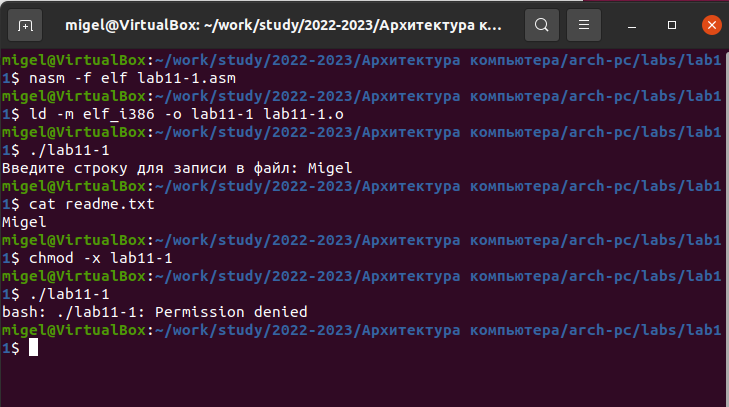 migel@VirtualBox: ~/work/study/2022-2023/Архитектура к...
migel@VirtualBox:~/work/study/2022-2023/Архитектура компьютера/arch-pc/labs/lab1
1$ nasm -f elf lab11-1.asm
migel@VirtualBox:~/work/study/2022-2023/Архитектура компьютера/arch-pc/labs/lab1
1$ ld -m elf_i386 -o lab11-1 lab11-1.o
migel@VirtualBox:~/work/study/2022-2023/Архитектура компьютера/arch-pc/labs/lab1
1$ ./lab11-1
Введите строку для записи в файл: Migel
migel@VirtualBox:~/work/study/2022-2023/Архитектура компьютера/arch-pc/labs/lab1
1$ cat readme.txt
Migel
migel@VirtualBox:~/work/study/2022-2023/Архитектура компьютера/arch-pc/labs/lab1
1$ chmod -x lab11-1
migel@VirtualBox:~/work/study/2022-2023/Архитектура компьютера/arch-pc/labs/lab1
1$ ./lab11-1
bash: ./lab11-1: Permission denied
migel@VirtualBox:~/work/study/2022-2023/Архитектура компьютера/arch-pc/labs/lab1
1$